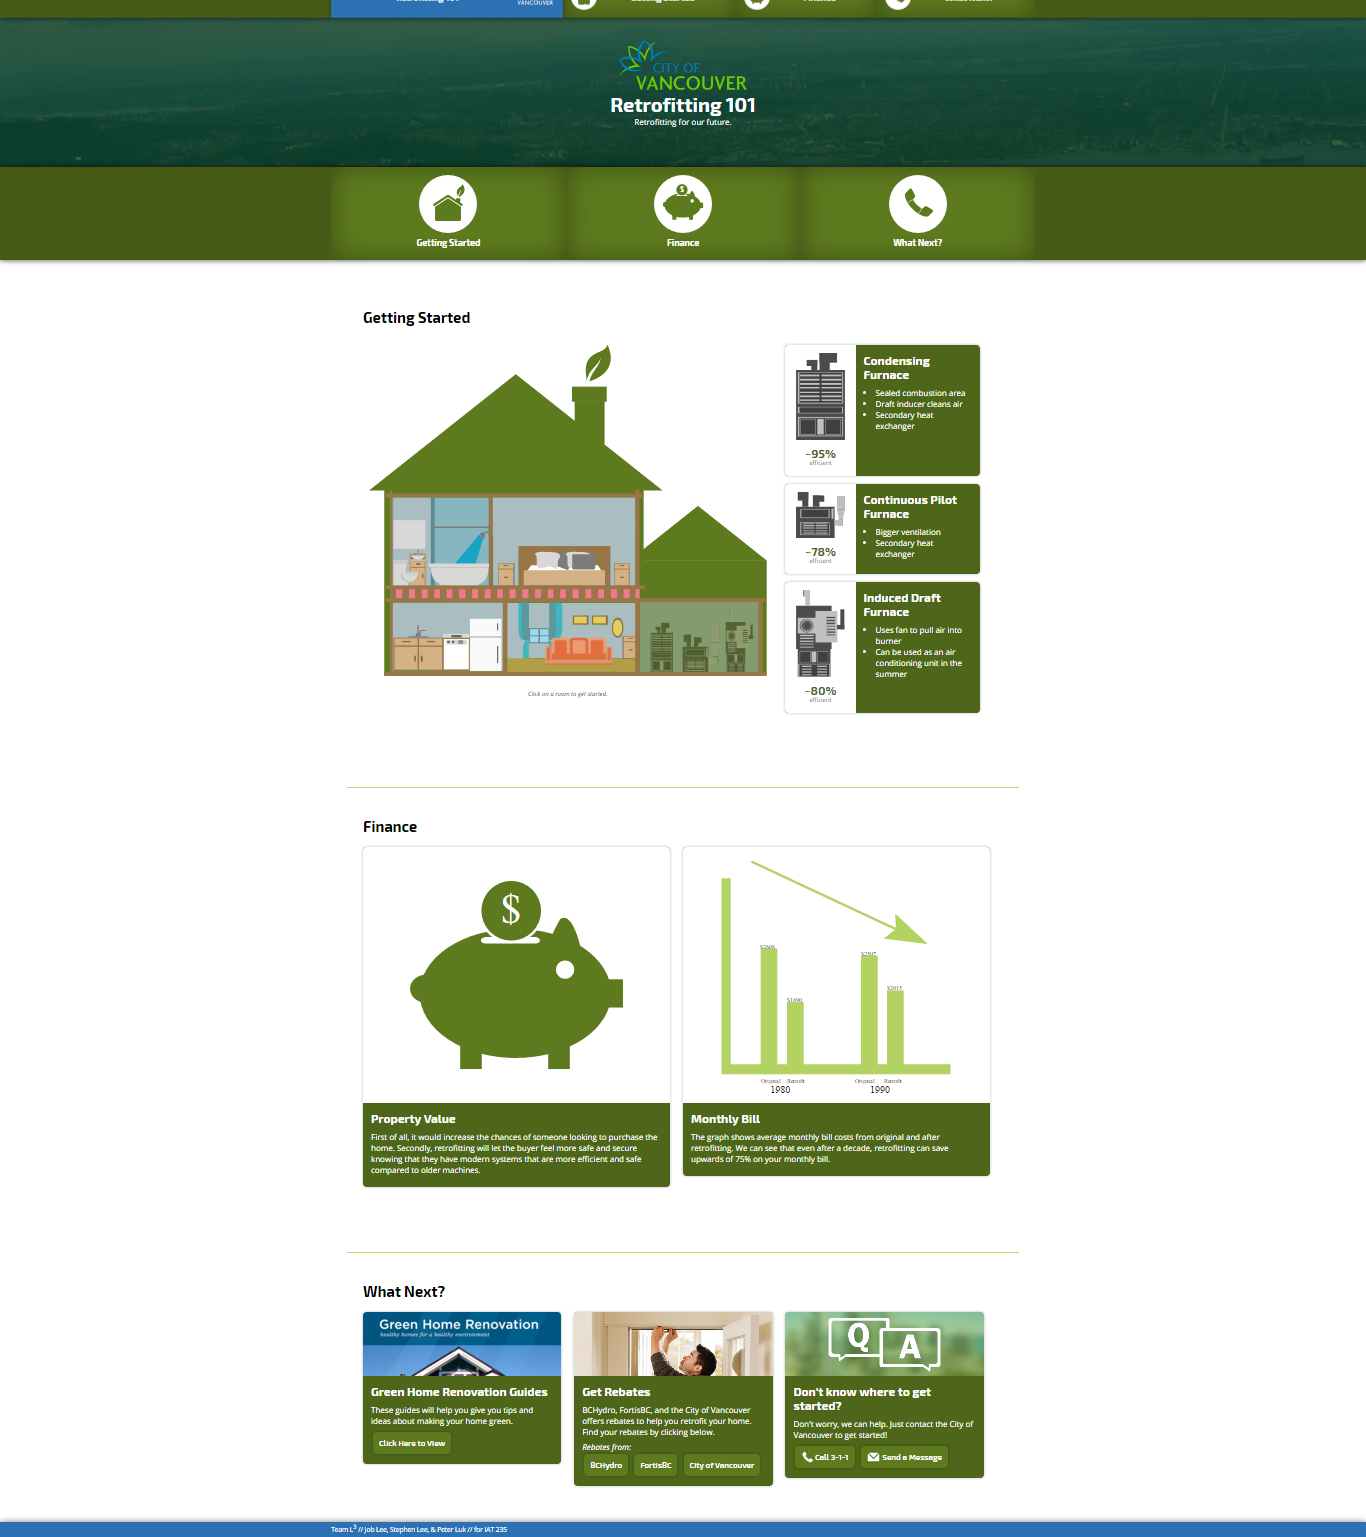 VANCOUVER
CITY OF
VANCOUVER
Retrofitting 101
Retrofitting for our future.
Getting Started
Finance
What Next?
Getting Started
Condensing
Furnace
Sealed combustion area
Draft inducer cleans air
Secondary heat
exchanger
~95%
efficient
Continuous Pilot
Furnace
Bigger ventilation
Secondary heat
exchanger
~78%
efficient
Induced Draft
Furnace
Uses fan to pull air into
burner
Can be used as an air
conditioning unit in the
summer
~80%
efficient
Click on a room to get started.
Finance
$
Property Value
First of all, it would increase the chances of someone looking to purchase the
home. Secondly, retrofitting will let the buyer feel more safe and secure
knowing that they have modern systems that are more efficient and safe
compared to older machines.
$2015
Original Retrofit
1980
Original Retrofit
1990
Monthly Bill
The graph shows average monthly bill costs from original and after
retrofitting. We can see that even after a decade, retrofitting can save
upwards of 75% on your monthly bill.
What Next?
Green Home Renovation
healthy homes for a healthy environment
Green Home Renovation Guides
These guides will help you give you tips and
ideas about making your home green.
Click Here to View
Get Rebates
BCHydro, FortisBC, and the City of Vancouver
offers rebates to help you retrofit your home.
Find your rebates by clicking below.
Rebates from:
BCHydro FortisBC City of Vancouver
Q A
Don't know where to get
started?
Don't worry, we can help. Just contact the City of
Vancouver to get started!
Call 3-1-1 Send a Message
Team L3 // Job Lee, Stephen Lee, & Peter Luk // for IAT 235